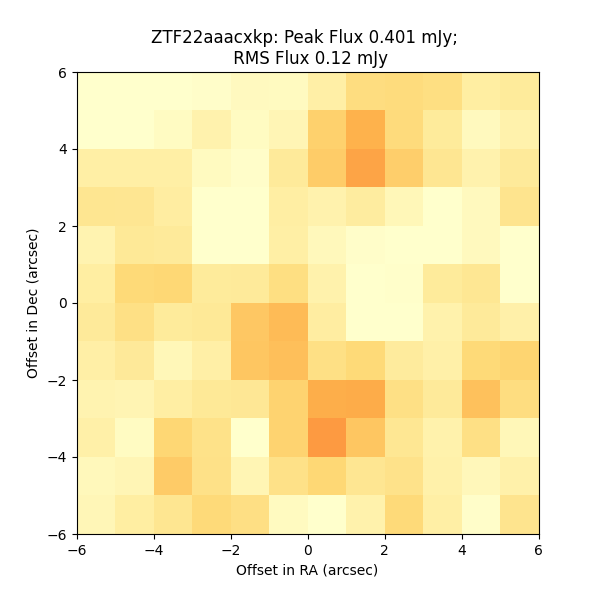 ZTF22aaacxkp: Peak Flux 0.401 mJy;
RMS Flux 0.12 mJy
6
4
2
0
−2
−4
−6
Offset in Dec (arcsec)
−6 −4 −2 0 2 4 6
Offset in RA (arcsec)